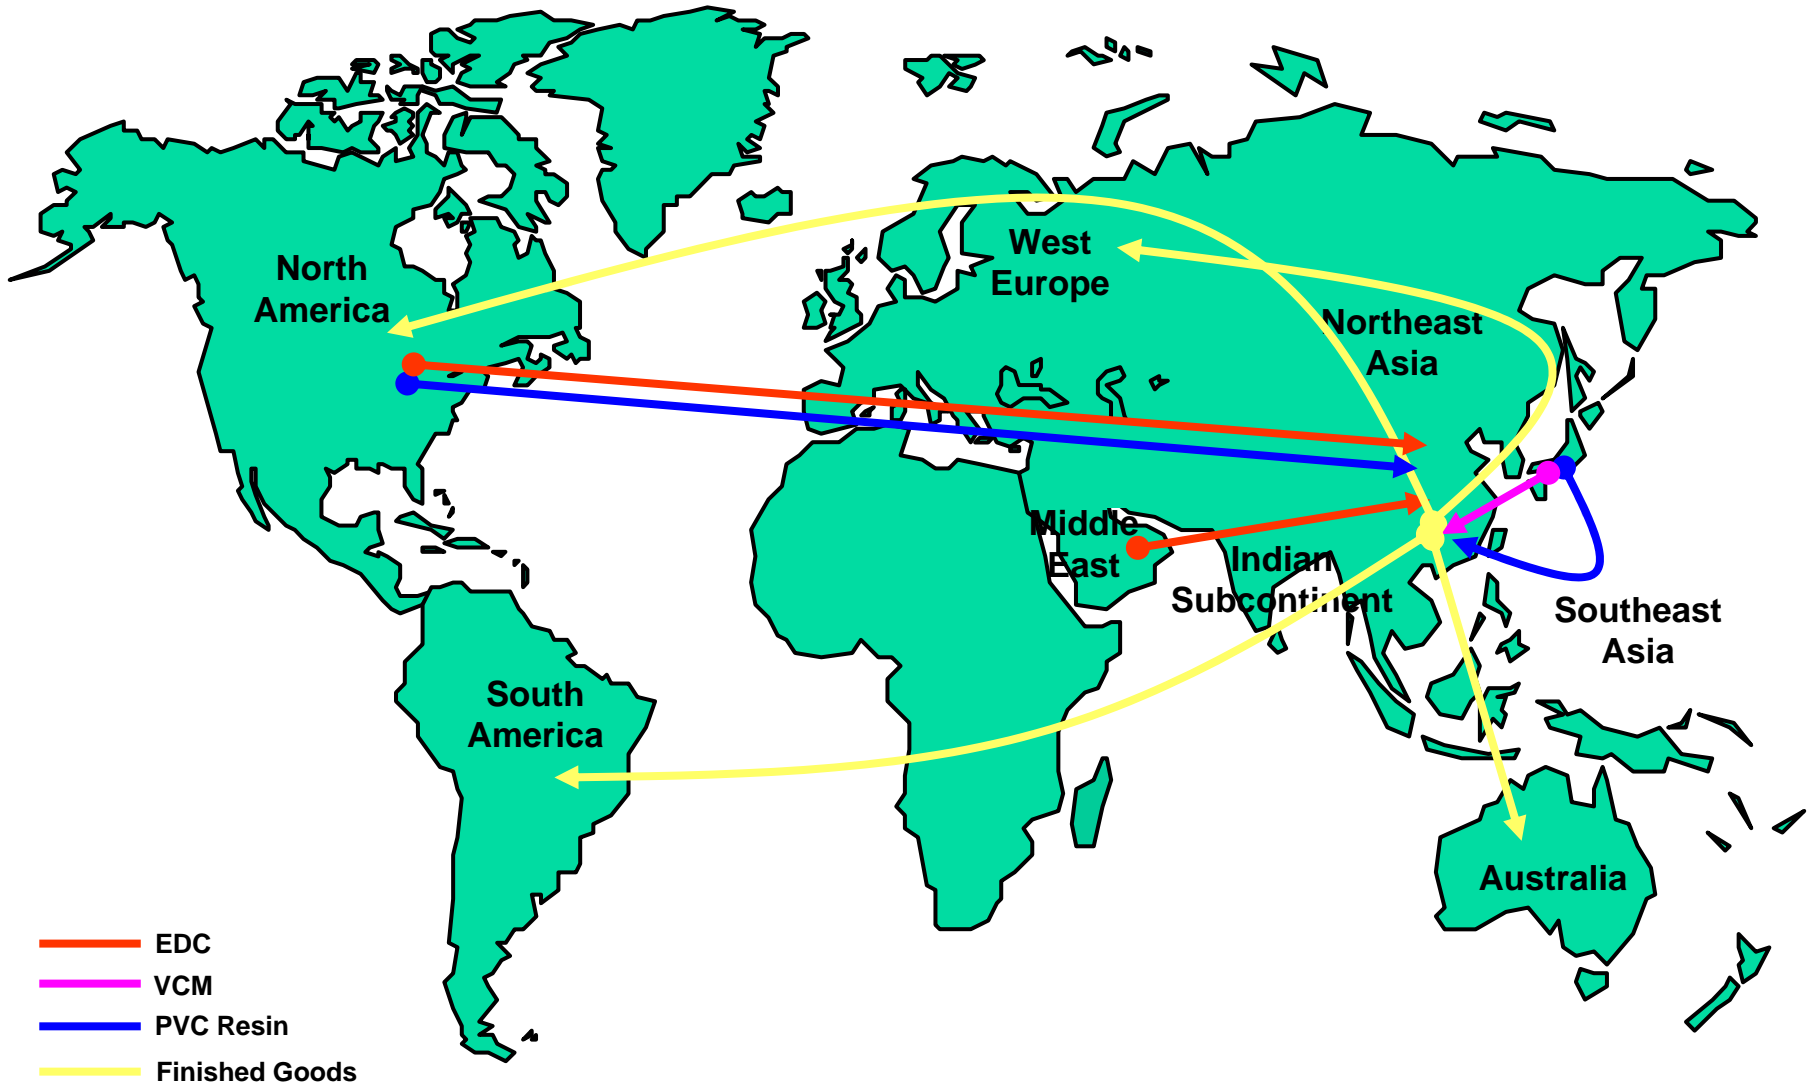 North
America
West
Europe
Northeast
Asia
Middle
East
Indian
Subcontinent
Southeast
Asia
South
America
Australia
EDC
VCM
PVC Resin
Finished Goods